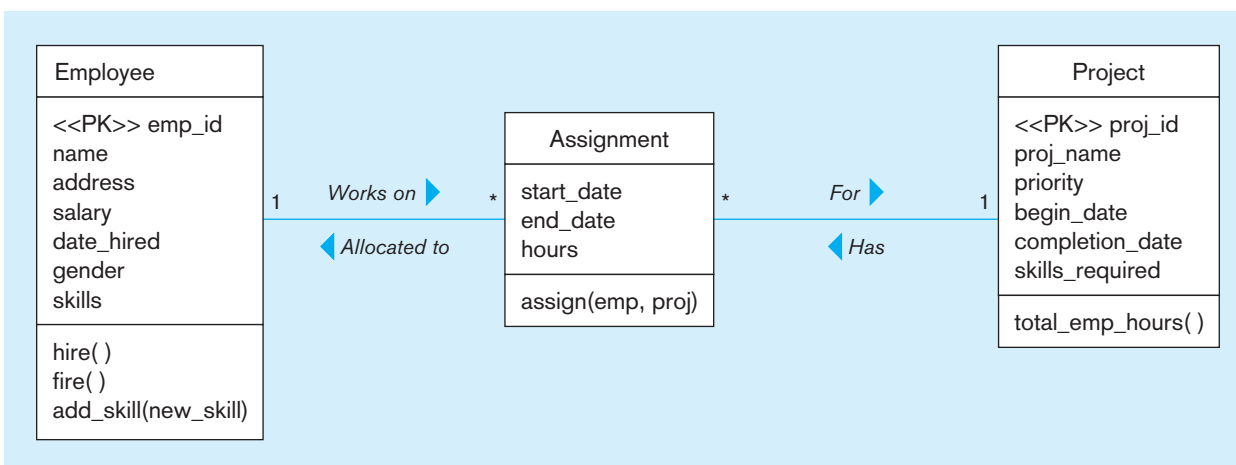 Employee
<<PK>> emp_id
name
address
salary
date_hired
gender
skills
hire( )
fire( )
add_skill(new_skill)
1
Works on
*
Allocated to
Assignment
start_date
end_date
hours
assign(emp, proj)
*
For
1
Has
Project
<<PK>> proj_id
proj_name
priority
begin_date
completion_date
skills_required
total_emp_hours( )